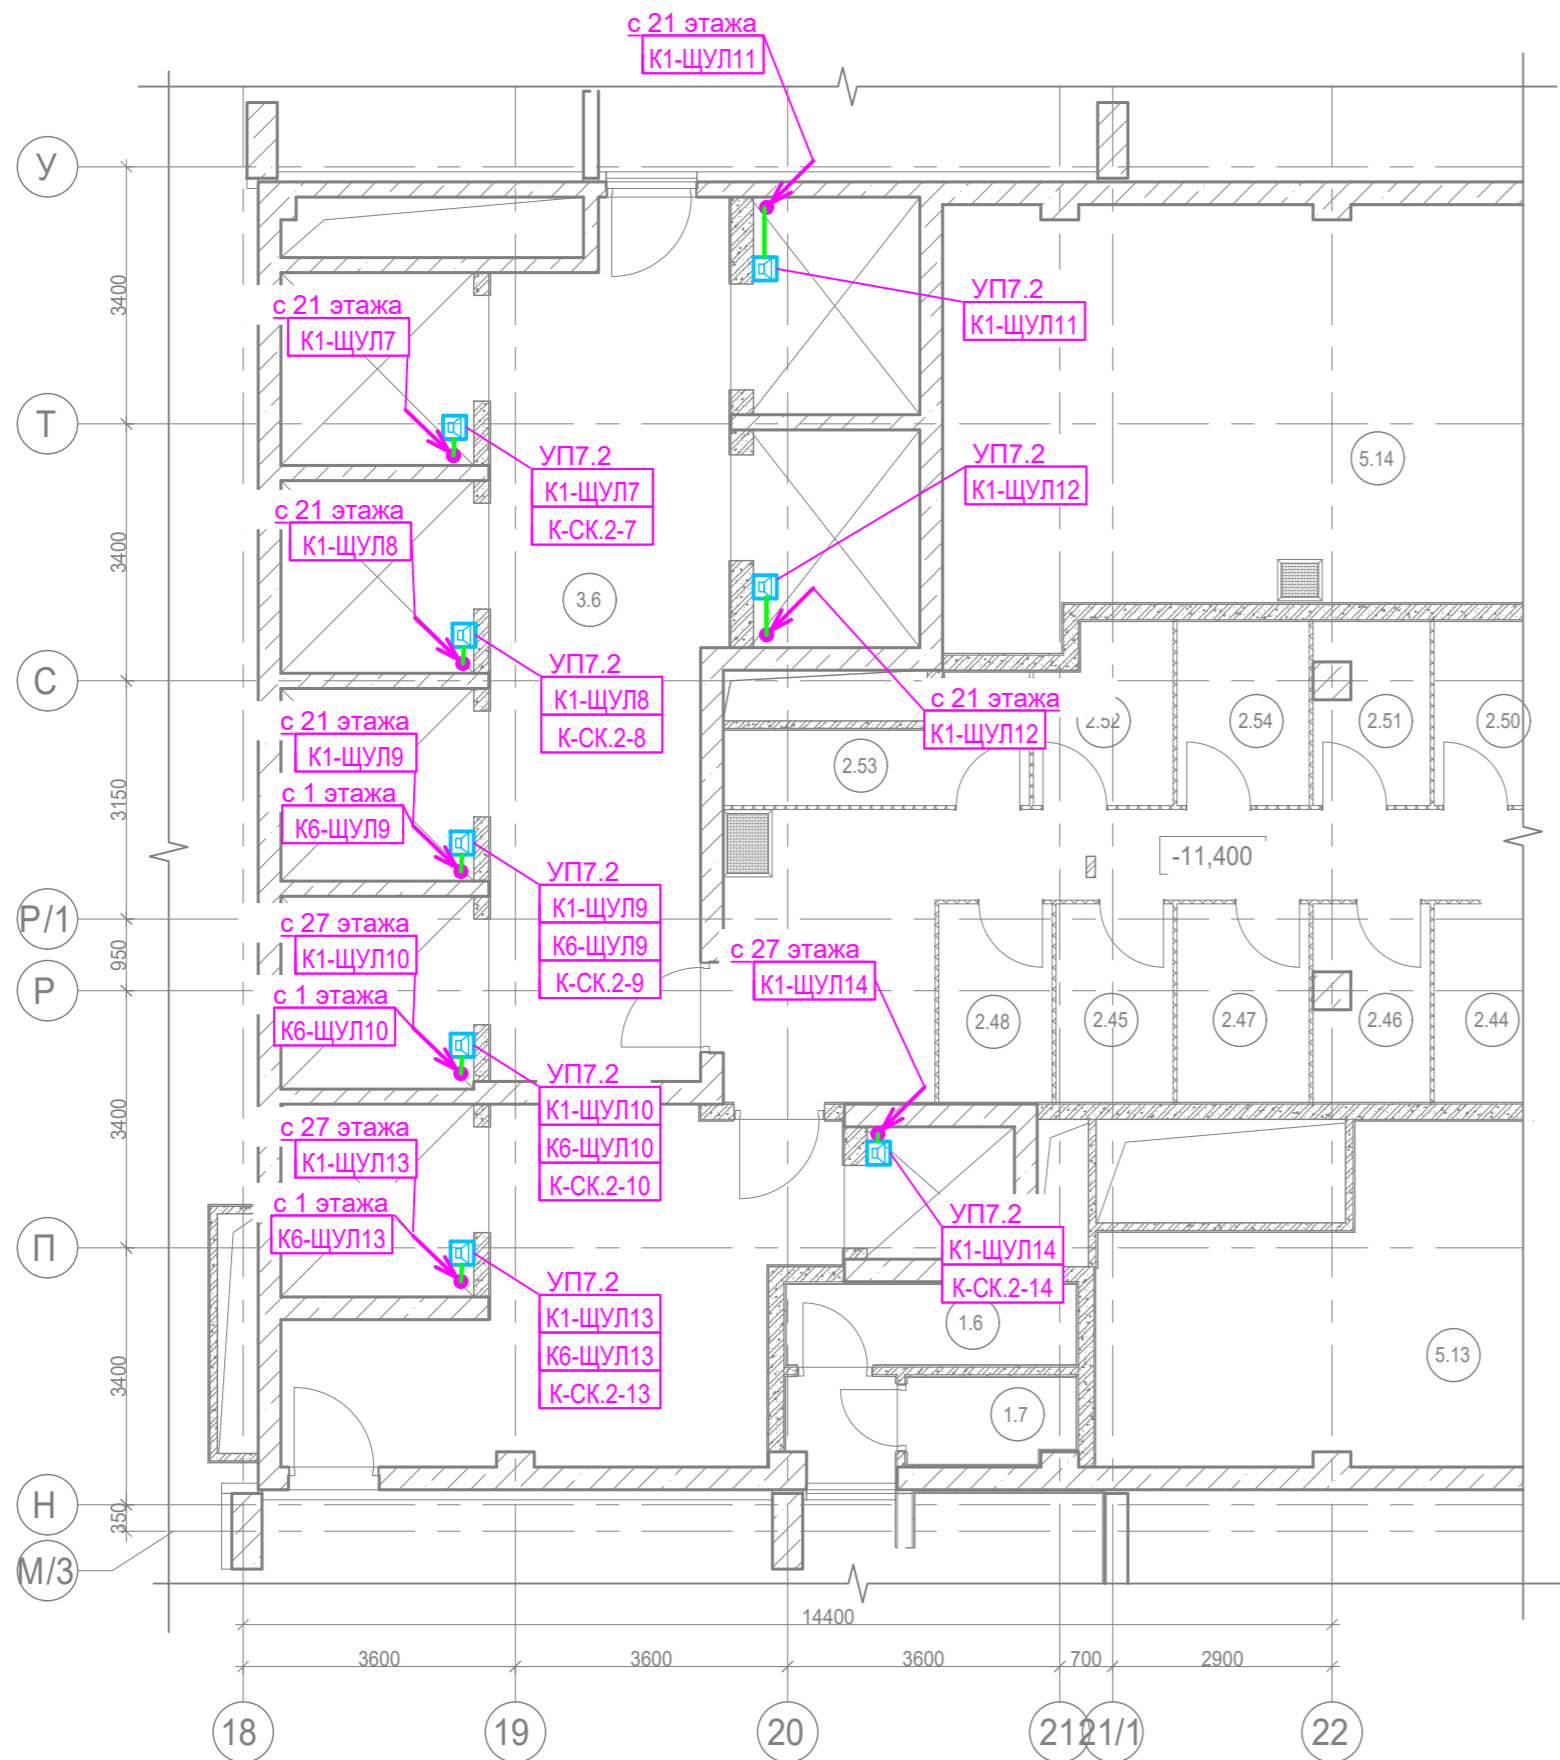 с 21 этажа
К1-ЩУЛ11
У
3400
с 21 этажа
К1-ЩУЛ7
УП7.2
К1-ЩУЛ11
Т
УП7.2
К1-ЩУЛ7
К-СК.2-7
УП7.2
К1-ЩУЛ12
5.14
с 21 этажа
К1-ЩУЛ8
3400
3.6
С
УП7.2
К1-ЩУЛ8
К-СК.2-8
с 21 этажа
К1-ЩУЛ12
2.52
2.54
2.51
2.50
с 21 этажа
К1-ЩУЛ9
2.53
3150
с 1 этажа
К6-ЩУЛ9
-11,400
УП7.2
К1-ЩУЛ9
К6-ЩУЛ9
К-СК.2-9
Р/1
950
с 27 этажа
К1-ЩУЛ10
с 27 этажа
К1-ЩУЛ14
Р
с 1 этажа
К6-ЩУЛ10
2.48
2.45
2.47
2.46
2.44
УП7.2
К1-ЩУЛ10
К6-ЩУЛ10
К-СК.2-10
3400
с 27 этажа
К1-ЩУЛ13
с 1 этажа
К6-ЩУЛ13
П
УП7.2
К1-ЩУЛ14
К-СК.2-14
УП7.2
К1-ЩУЛ13
К6-ЩУЛ13
К-СК.2-13
1.6
5.13
3400
1.7
Н
350
М/3
14400
3600
3600
3600
700
2900
18
19
20
21
21/1
22